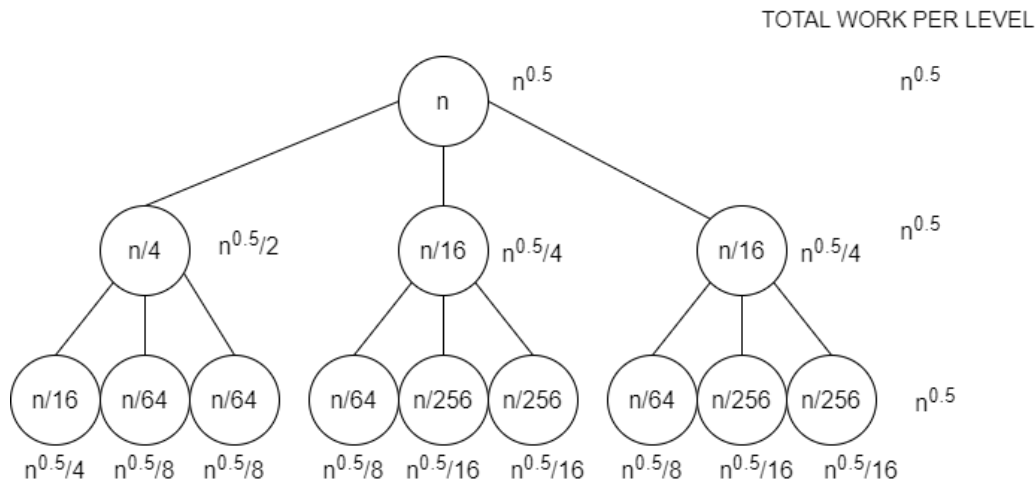 TOTAL WORK PER LEVEL
n n^0.5 n^0.5
n/4 n^0.5/2 n/16 n^0.5/4 n/16 n^0.5/4 n^0.5
n/16 n/64 n/64 n/64 n/256 n/256 n/64 n/256 n/256 n^0.5
n^0.5/4 n^0.5/8 n^0.5/8 n^0.5/8 n^0.5/16 n^0.5/16 n^0.5/8 n^0.5/16 n^0.5/16